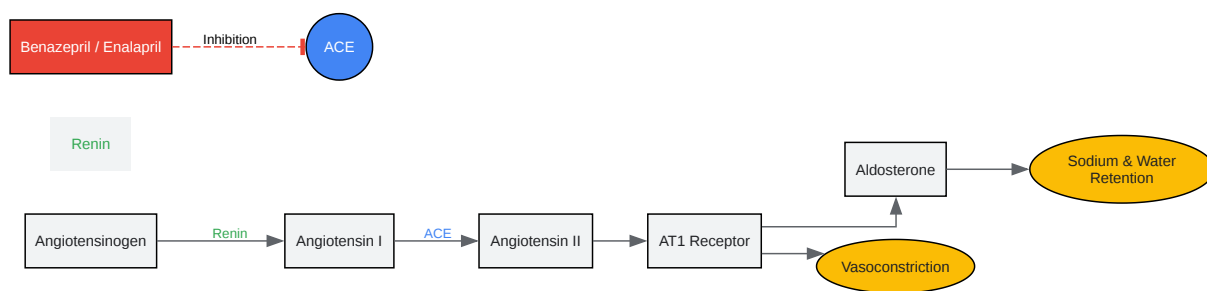 Benazepril / Enalapril
Inhibition
ACE
Renin
Angiotensinogen
Renin
Angiotensin I
ACE
Angiotensin II
AT1 Receptor
Aldosterone
Sodium & Water
Retention
Vasoconstriction